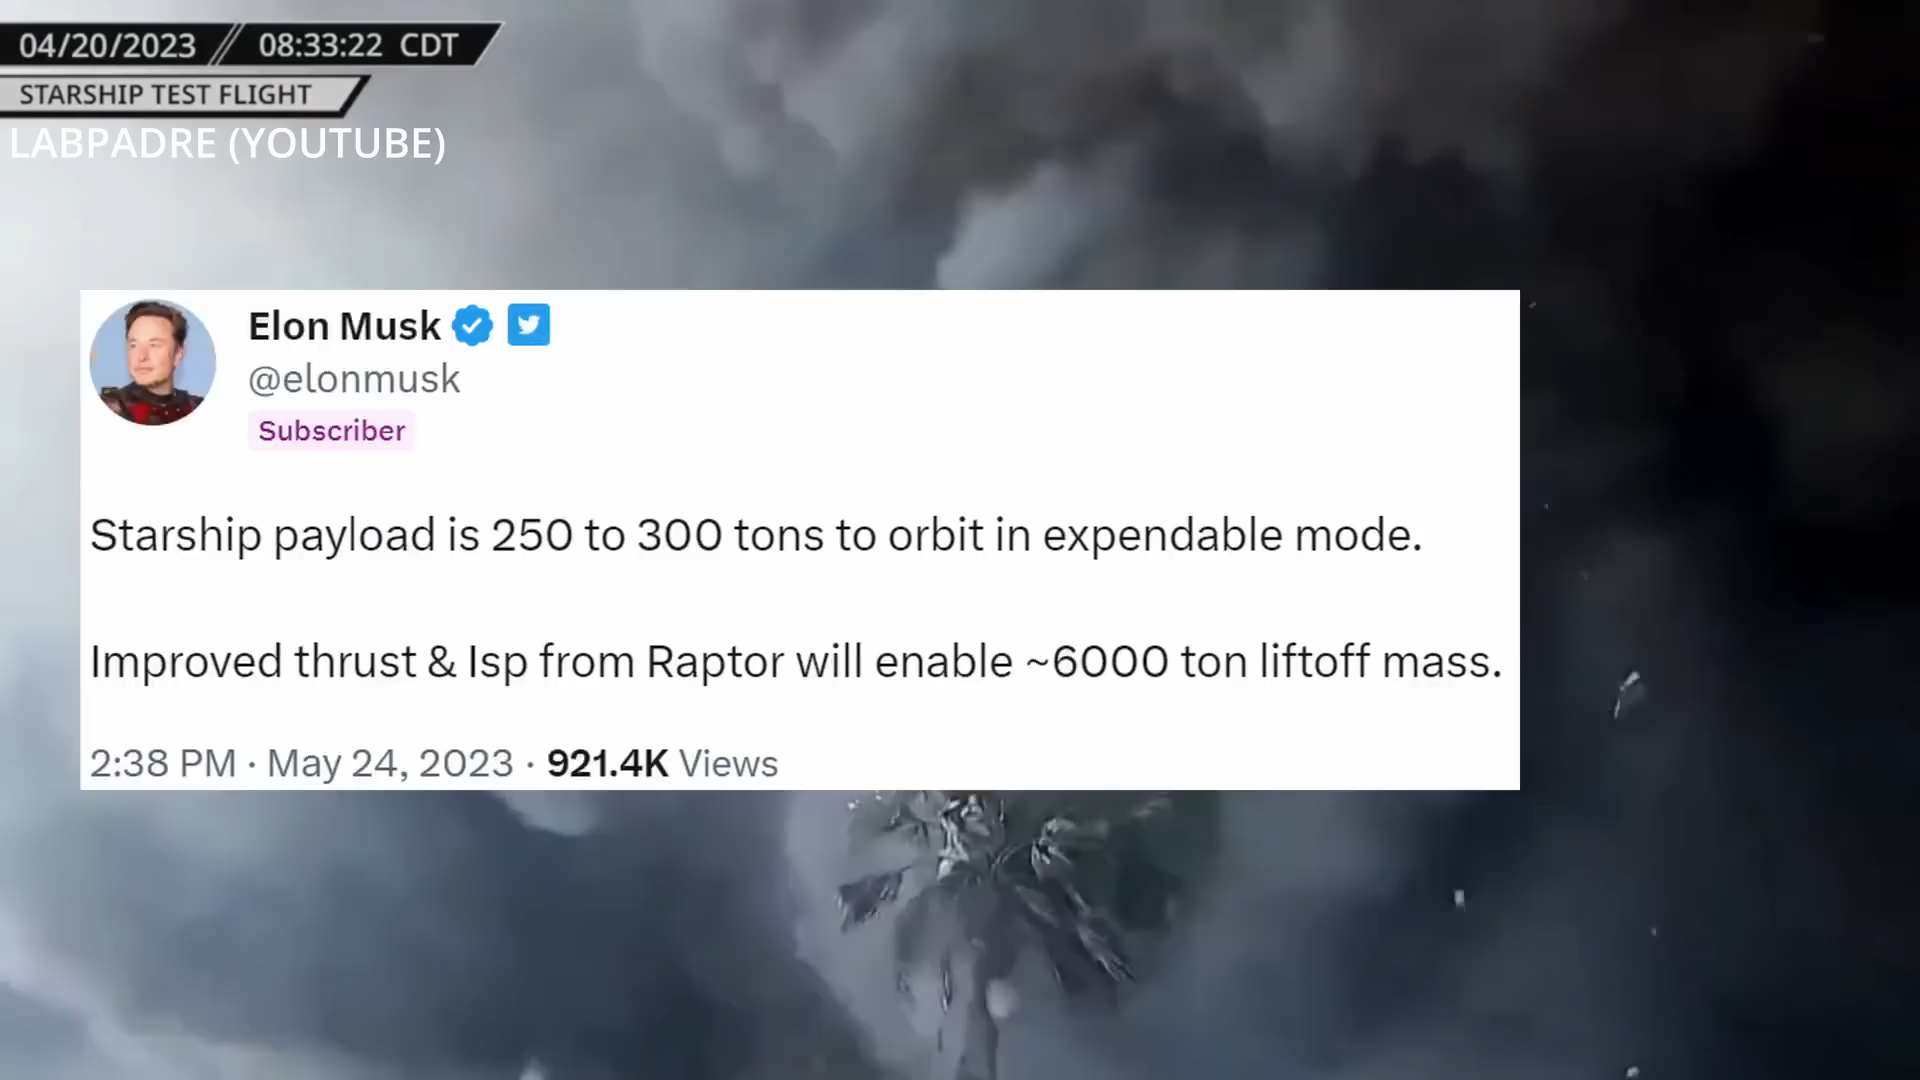 04/20/2023 // 08:33:22 CDT
STARSHIP TEST FLIGHT
LABPADRE (YOUTUBE)
Elon Musk
@elonmusk
Subscriber
Starship payload is 250 to 300 tons to orbit in expendable mode.
Improved thrust & Isp from Raptor will enable ~6000 ton liftoff mass.
2:38 PM · May 24, 2023 · 921.4K Views